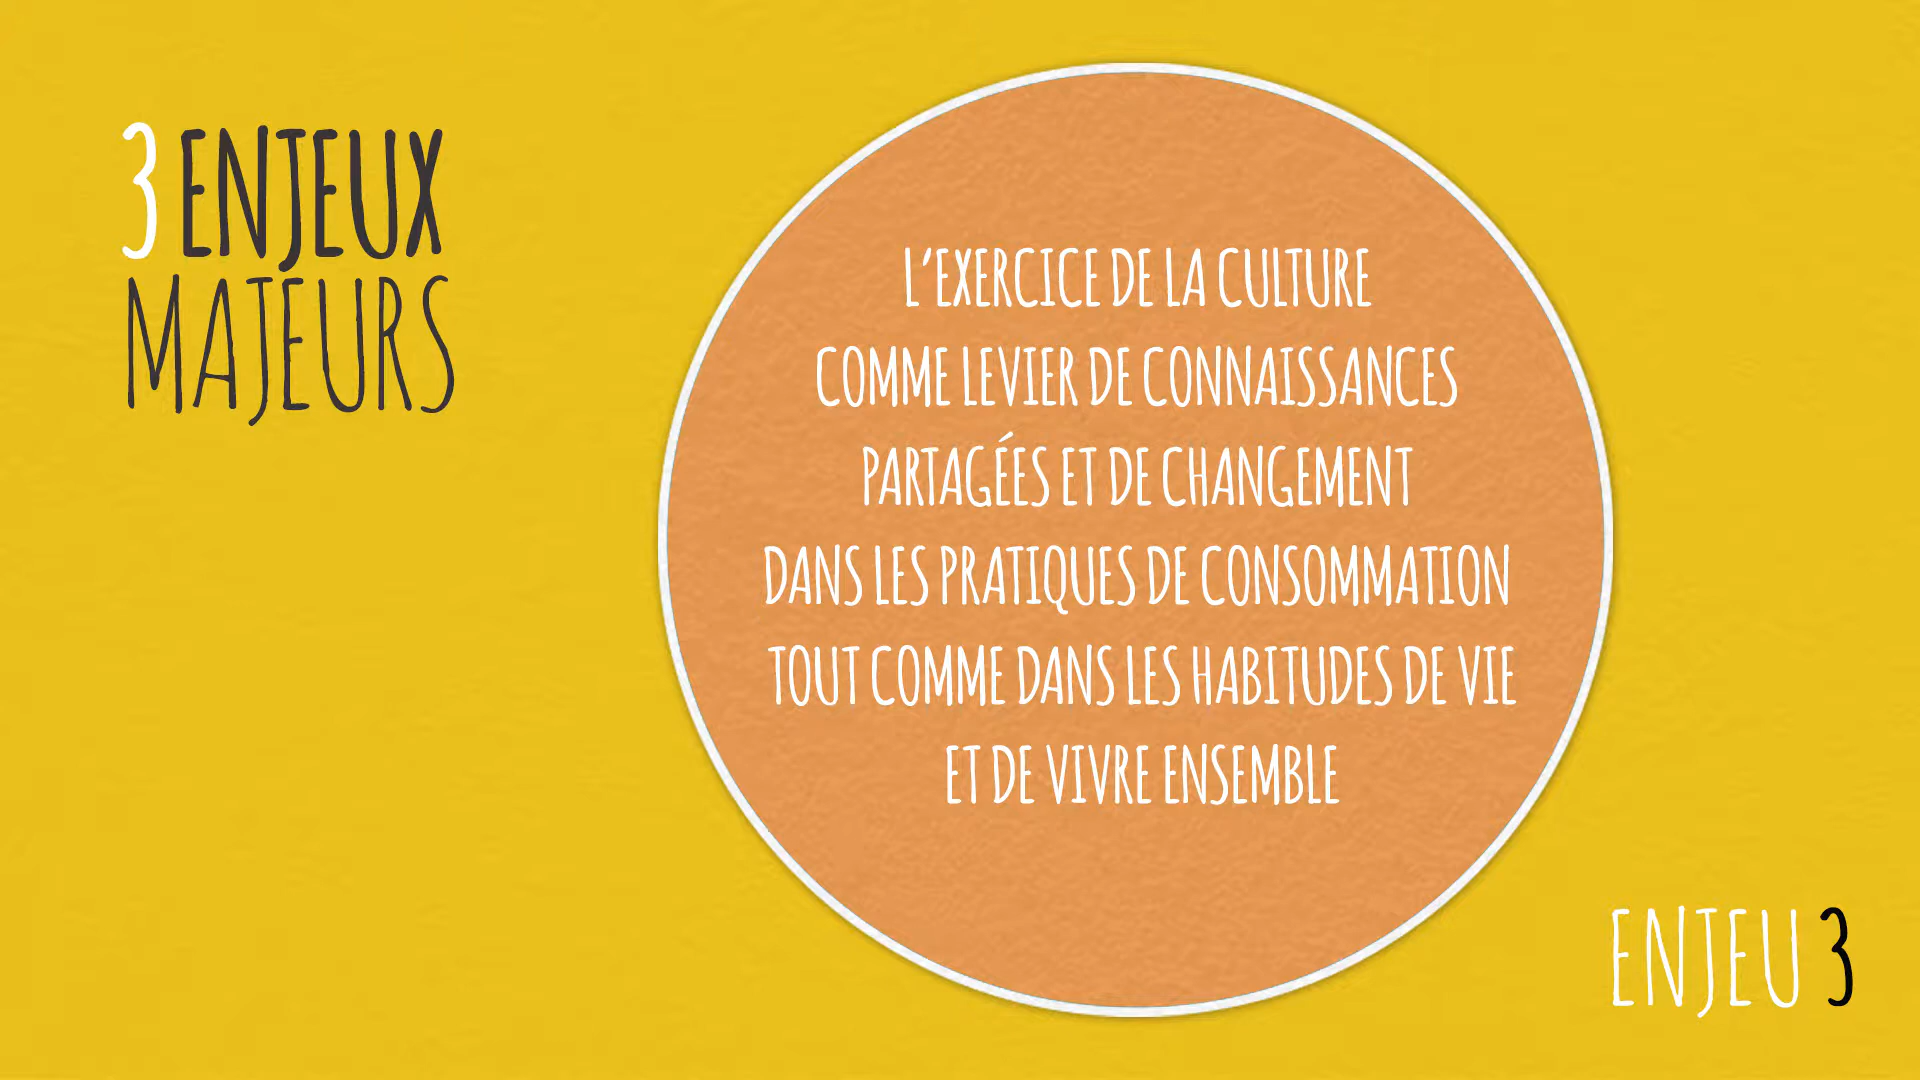 3 ENJEUX
MAJEURS
L'EXERCICE DE LA CULTURE
COMME LEVIER DE CONNAISSANCES
PARTAGÉES ET DE CHANGEMENT
DANS LES PRATIQUES DE CONSOMMATION
TOUT COMME DANS LES HABITUDES DE VIE
ET DE VIVRE ENSEMBLE
ENJEU 3